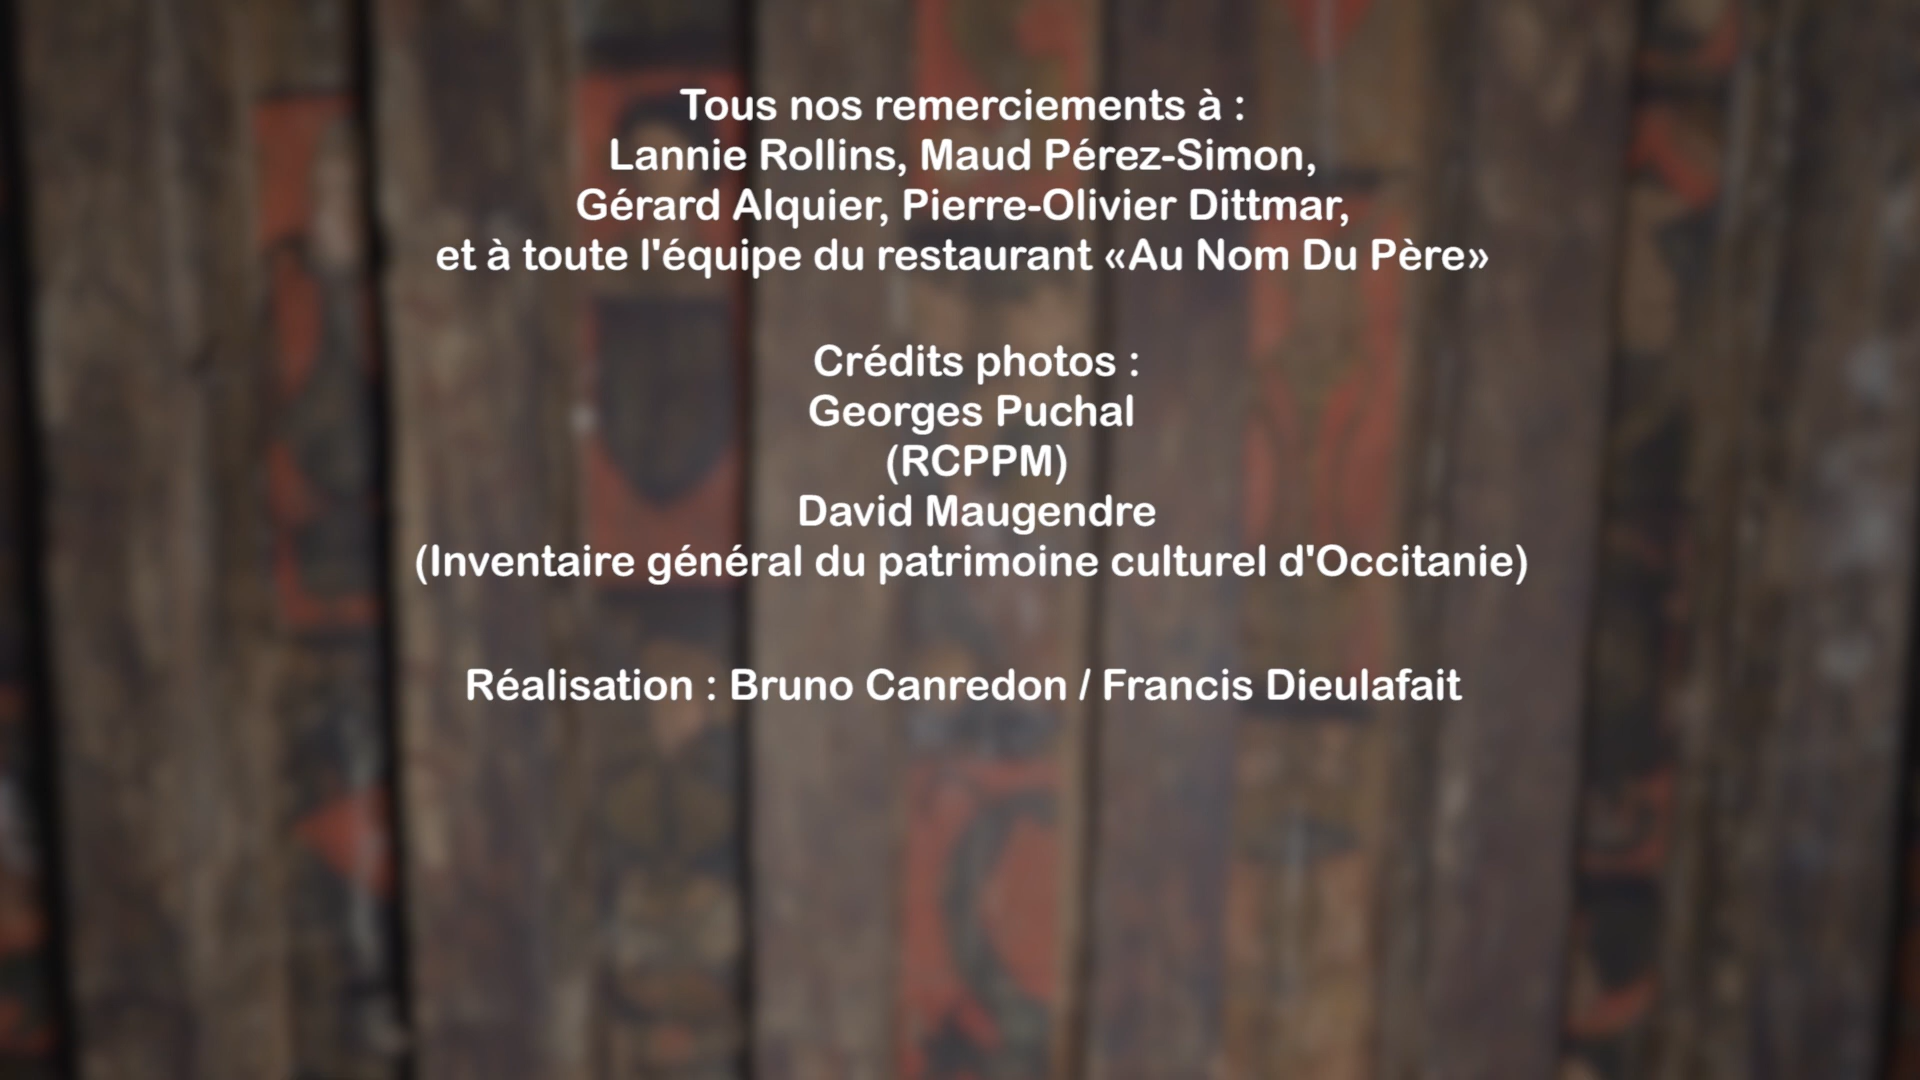 Tous nos remerciements à :
Lannie Rollins, Maud Pérez-Simon,
Gérard Alquier, Pierre-Olivier Dittmar,
et à toute l'équipe du restaurant «Au Nom Du Père»
Crédits photos :
Georges Puchal
(RCPPM)
David Maugendre
(Inventaire général du patrimoine culturel d'Occitanie)
Réalisation : Bruno Canredon / Francis Dieulafait